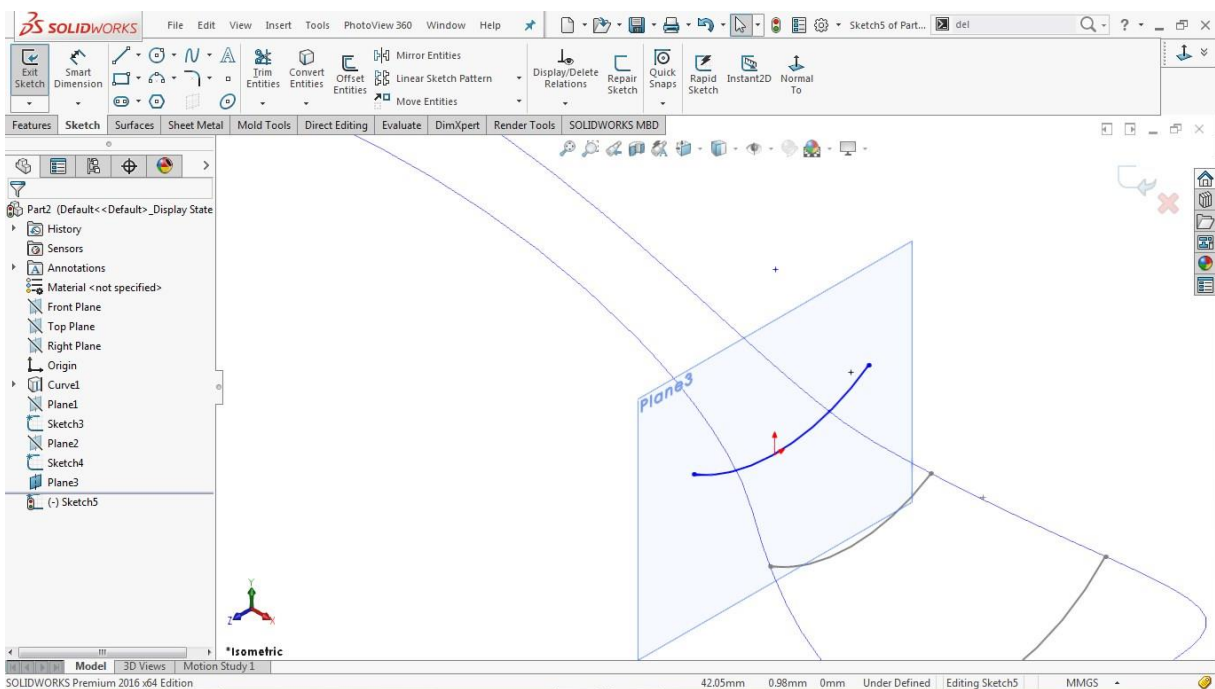 SOLIDWORKS File Edit View Insert Tools PhotoView 360 Window Help Sketch5 of Part... del ?
Exit Sketch
Smart Dimension
Trim Entities
Convert Entities
Offset Entities
Mirror Entities
Linear Sketch Pattern
Move Entities
Display/Delete Relations
Repair Sketch
Quick Snaps
Rapid Sketch
Instant2D
Normal To
Features Sketch Surfaces Sheet Metal Mold Tools Direct Editing Evaluate DimXpert Render Tools SOLIDWORKS MBD
Part2 (Default<<Default>_Display State
History
Sensors
Annotations
Material <not specified>
Front Plane
Top Plane
Right Plane
Origin
Curve1
Plane1
Sketch3
Plane2
Sketch4
Plane3
(-) Sketch5
Plane3
Y
Z X
*Isometric
Model 3D Views Motion Study 1
SOLIDWORKS Premium 2016 x64 Edition 42.05mm 0.98mm 0mm Under Defined Editing Sketch5 MMGS